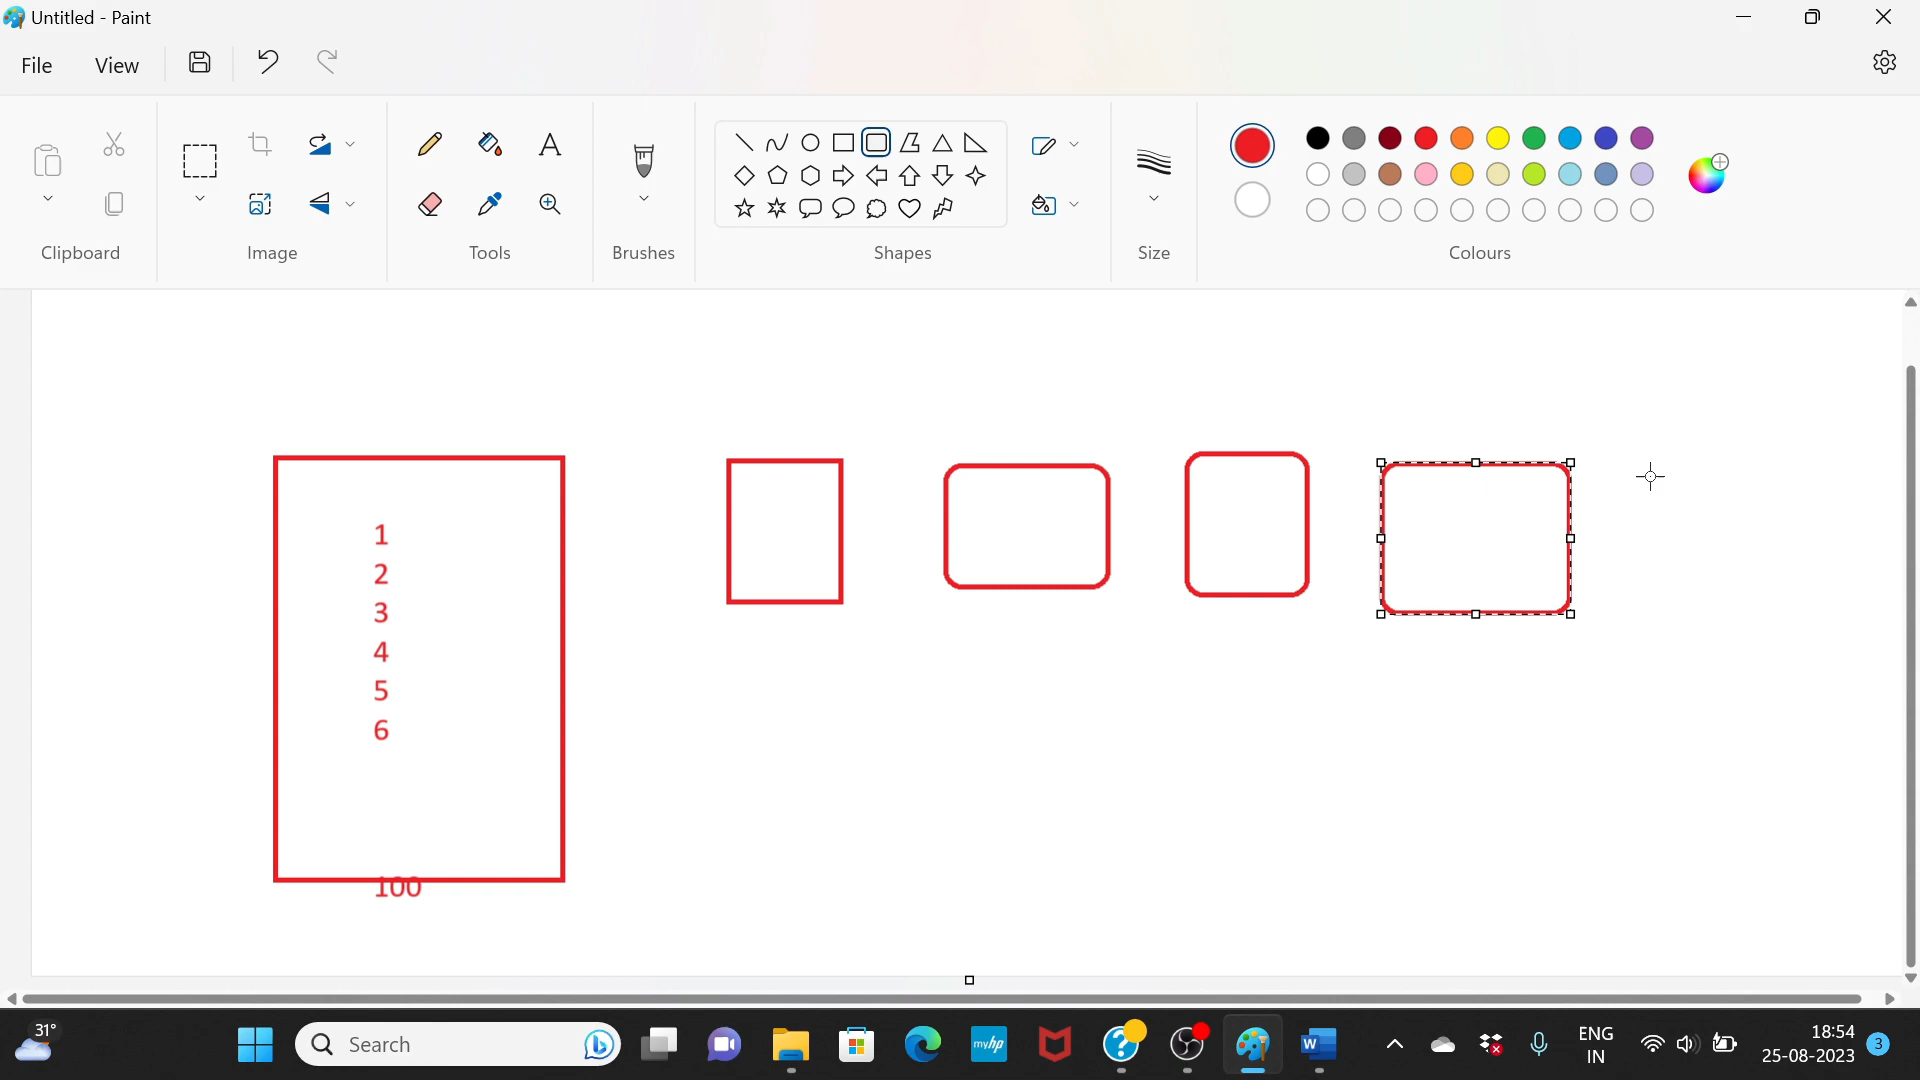 Untitled - Paint
File View
Clipboard Image Tools Brushes Shapes Size Colours
1
2
3
4
5
6
100
31°
Search
myhp
W
ENG
IN
18:54
25-08-2023
3